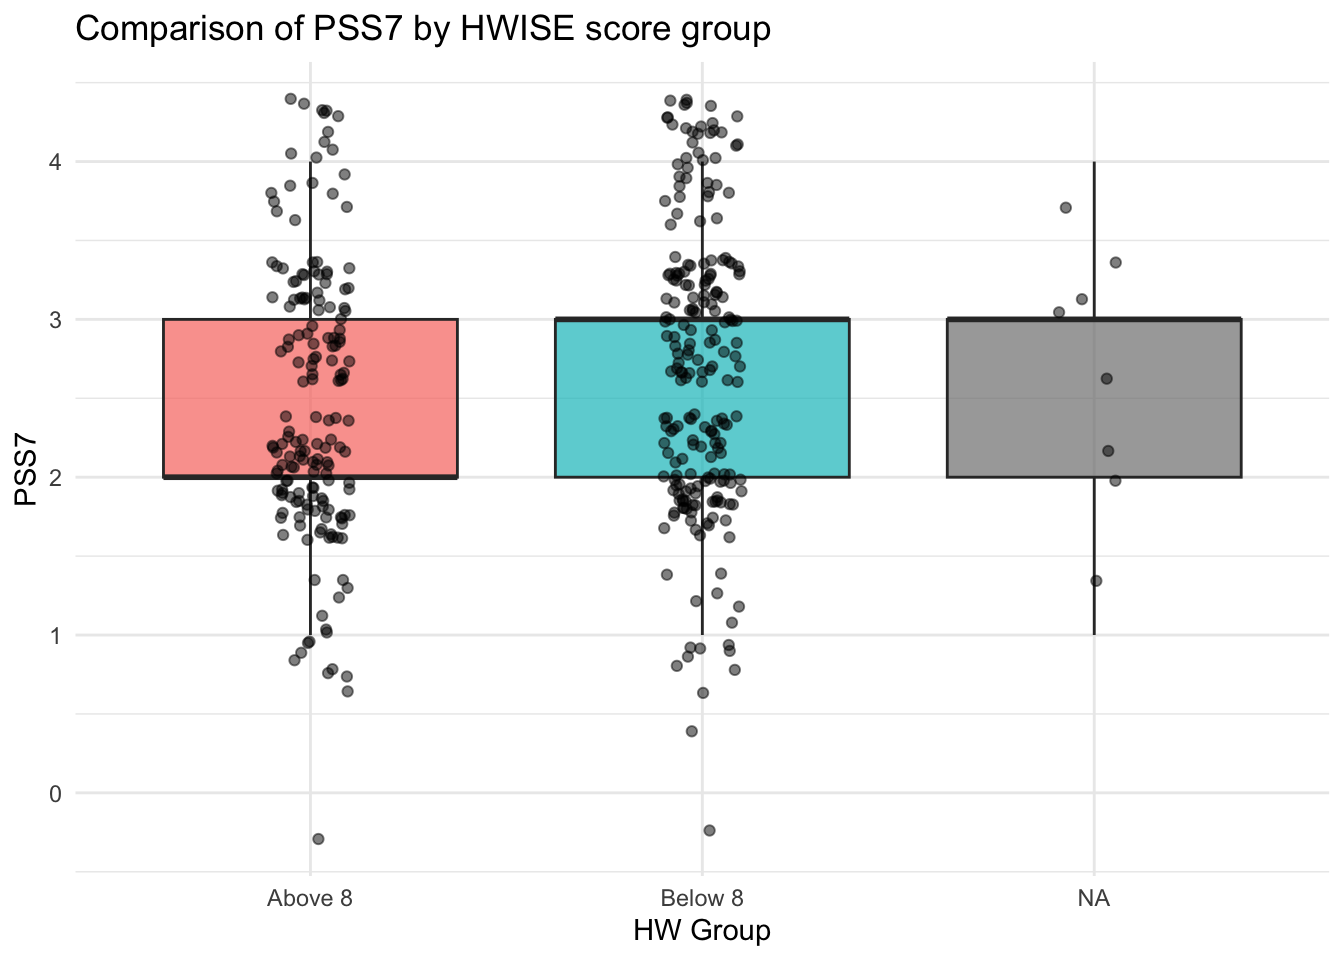 Comparison of PSS7 by HWISE score group
4
3
2
1
0
PSS7
Above 8
Below 8
NA
HW Group